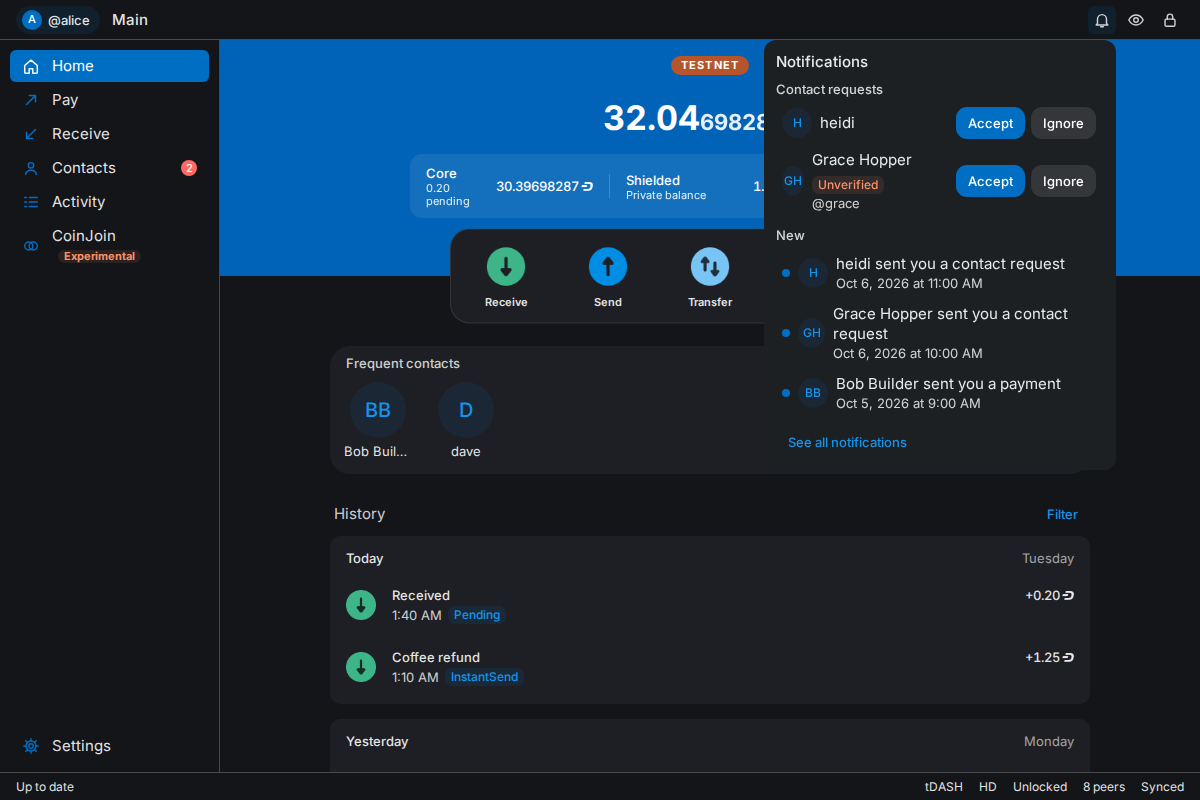 A @alice Main
Home
Pay
Receive
Contacts 2
Activity
CoinJoin
Experimental
Settings
TESTNET
32.0469828
Core
0.20
pending
30.39698287
Shielded
Private balance
1.
Receive
Send
Transfer
Frequent contacts
BB
D
Bob Buil...
dave
Notifications
Contact requests
H heidi Accept Ignore
Grace Hopper
GH Unverified Accept Ignore
@grace
New
H heidi sent you a contact request
Oct 6, 2026 at 11:00 AM
GH Grace Hopper sent you a contact
request
Oct 6, 2026 at 10:00 AM
BB Bob Builder sent you a payment
Oct 5, 2026 at 9:00 AM
See all notifications
History Filter
Today Tuesday
Received +0.20
1:40 AM Pending
Coffee refund +1.25
1:10 AM InstantSend
Yesterday Monday
Up to date tDASH HD Unlocked 8 peers Synced